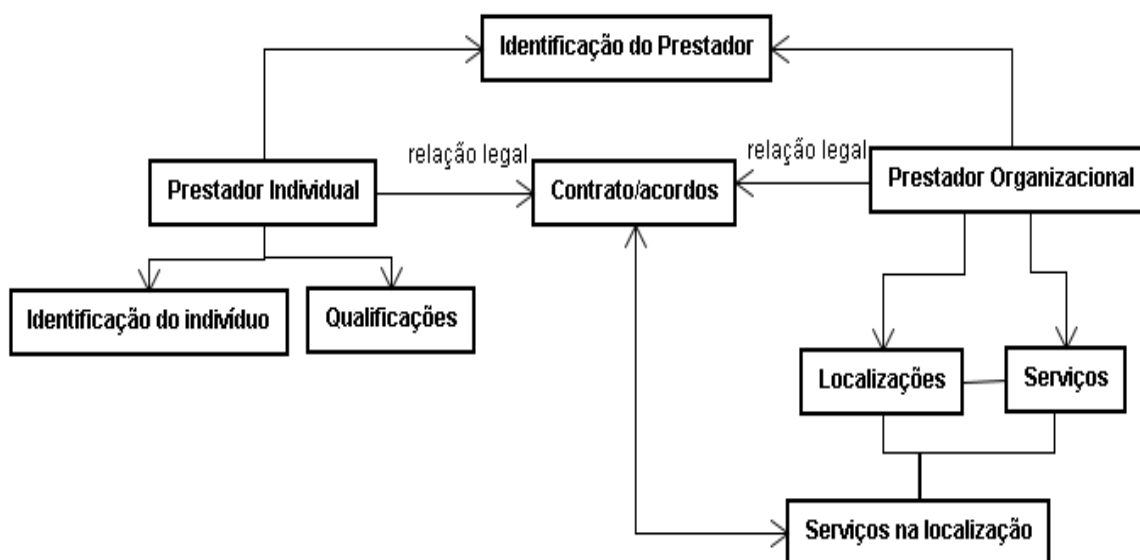 Identificação do Prestador
relação legal
relação legal
Prestador Individual
Contrato/acordos
Prestador Organizacional
Identificação do indivíduo
Qualificações
Localizações
Serviços
Serviços na localização